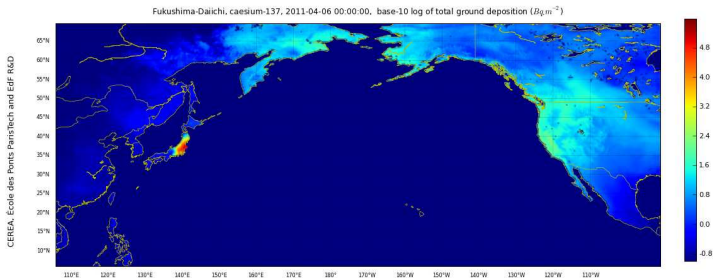 Fukushima-Daiichi, caesium-137, 2011-04-06 00:00:00, base-10 log of total ground deposition (Bq.m⁻²)
CEREA, École des Ponts ParisTech and EdF R&D
65°N
60°N
55°N
50°N
45°N
40°N
35°N
30°N
25°N
20°N
15°N
10°N
110°E 120°E 130°E 140°E 150°E 160°E 170°E 180° 170°W 160°W 150°W 140°W 130°W 120°W 110°W
4.8
4.0
3.2
2.4
1.6
0.8
0.0
-0.8